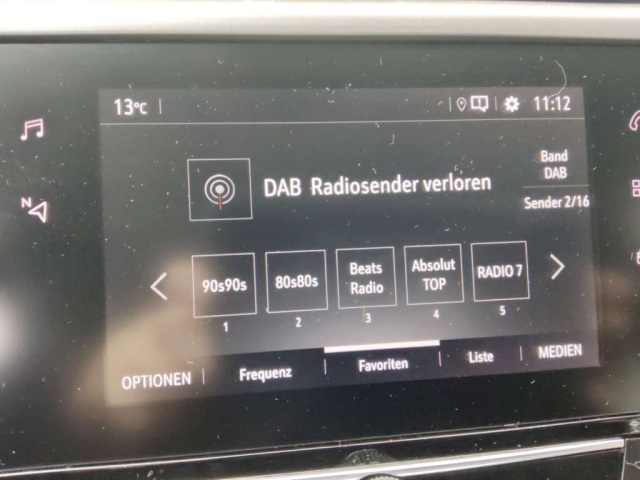 13°C
11:12
DAB Radiosender verloren
Band
DAB
Sender 2/16
N
90s90s
80s80s
Beats
Radio
Absolut
TOP
RADIO 7
1
2
3
4
5
OPTIONEN
Frequenz
Favoriten
Liste
MEDIEN